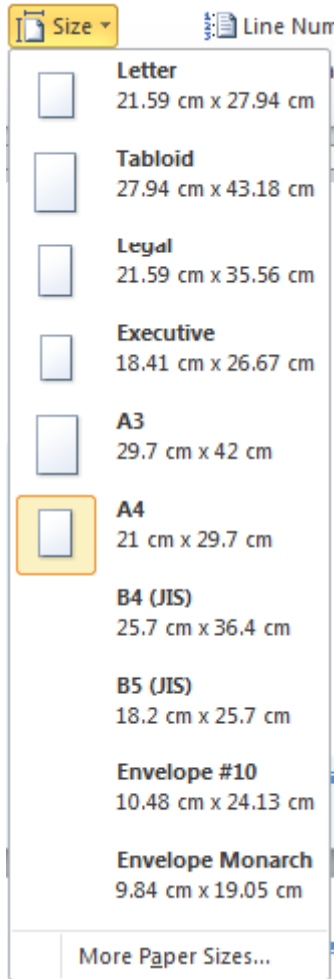 Size
Line Num
Letter
21.59 cm x 27.94 cm
Tabloid
27.94 cm x 43.18 cm
Legal
21.59 cm x 35.56 cm
Executive
18.41 cm x 26.67 cm
A3
29.7 cm x 42 cm
A4
21 cm x 29.7 cm
B4 (JIS)
25.7 cm x 36.4 cm
B5 (JIS)
18.2 cm x 25.7 cm
Envelope #10
10.48 cm x 24.13 cm
Envelope Monarch
9.84 cm x 19.05 cm
More Paper Sizes...